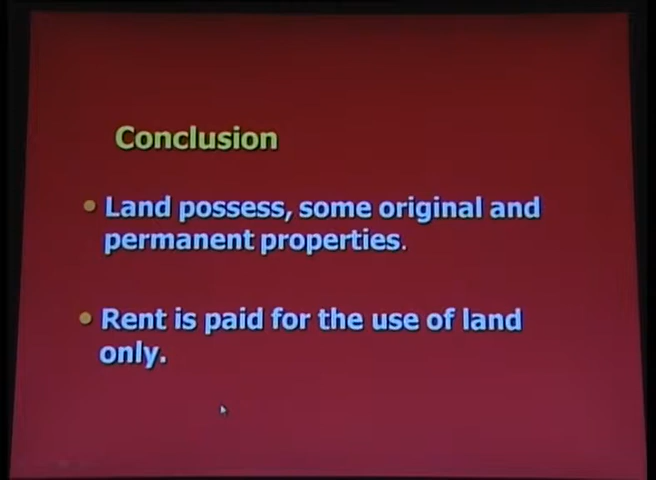 Conclusion
Land possess, some original and
permanent properties.
Rent is paid for the use of land
only.